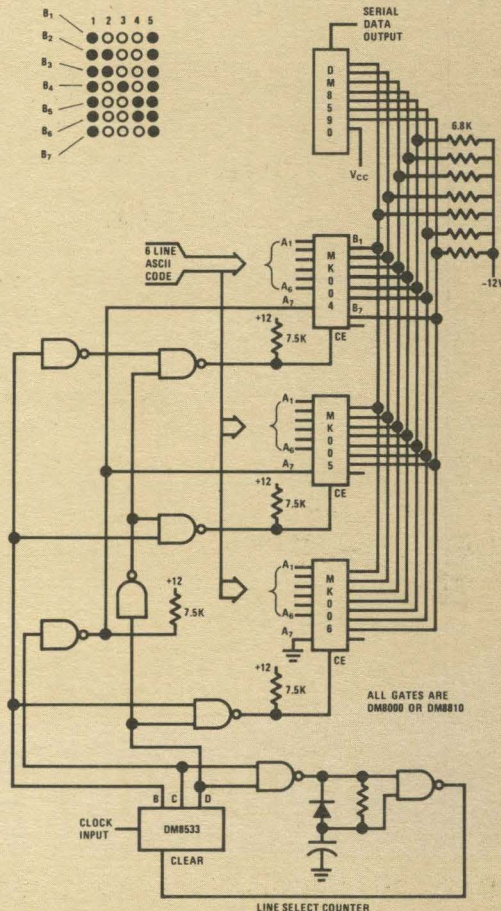 SERIAL
DATA
OUTPUT
1 2 3 4 5
B1
B2
B3
B4
B5
B6
B7
DM8590
VCC
6.8K
-12V
6 LINE
ASCII
CODE
A1
A6
A7
B1
B7
MK004
CE
+12
7.5K
A1
A6
A7
MK005
CE
+12
7.5K
+12
7.5K
A1
A6
A7
MK006
CE
+12
7.5K
ALL GATES ARE
DM8000 OR DM8810
B C D
CLOCK
INPUT
DM8533
CLEAR
LINE SELECT COUNTER